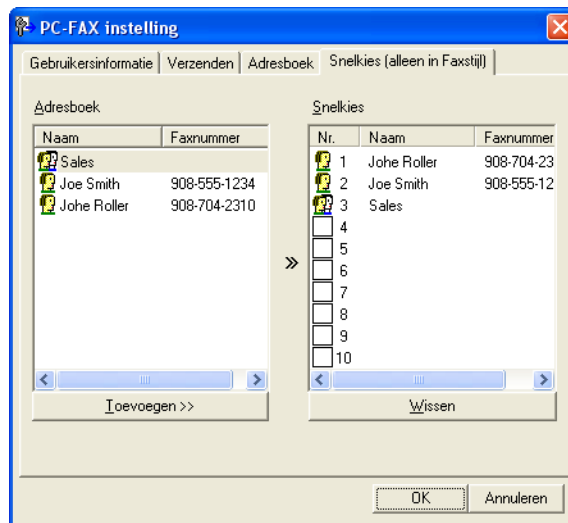 PC-FAX instelling
Gebruikersinformatie Verzenden Adresboek Snelkies (alleen in Faxstijl)
Adresboek
Naam Faxnummer
Sales
Joe Smith 908-555-1234
Johe Roller 908-704-2310
Toevoegen >>
»
Snelkies
Nr. Naam Faxnummer
1 Johe Roller 908-704-23
2 Joe Smith 908-555-12
3 Sales
4
5
6
7
8
9
10
Wissen
OK Annuleren